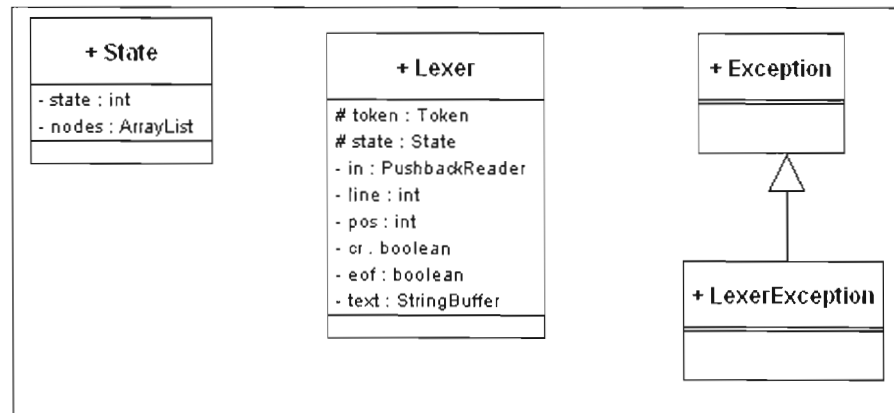 + State
- state : int
- nodes : ArrayList
+ Lexer
# token : Token
# state : State
- in : PushbackReader
- line : int
- pos : int
- cr . boolean
- eof : boolean
- text : StringBuffer
+ Exception
+ LexerException